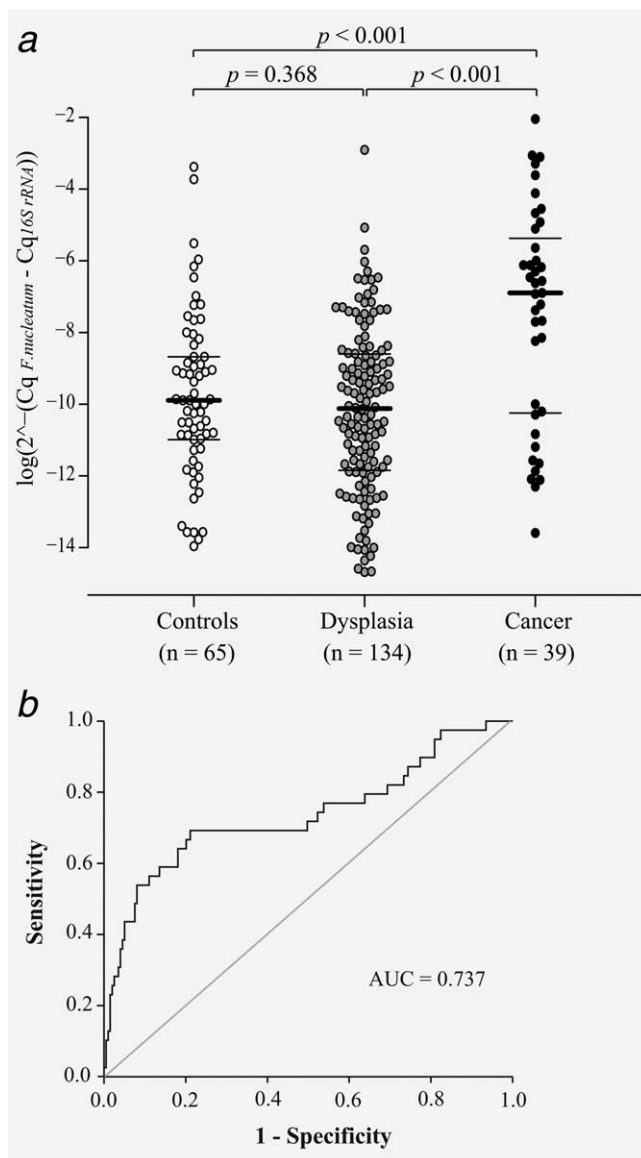 a
p < 0.001
p = 0.368 p < 0.001
log(2^−(Cq F.nucleatum - Cq16S rRNA))
−2
−4
−6
−8
−10
−12
−14
Controls Dysplasia Cancer
(n = 65) (n = 134) (n = 39)
b
Sensitivity
1.0
0.8
0.6
0.4
0.2
0.0
AUC = 0.737
0.0 0.2 0.4 0.6 0.8 1.0
1 - Specificity